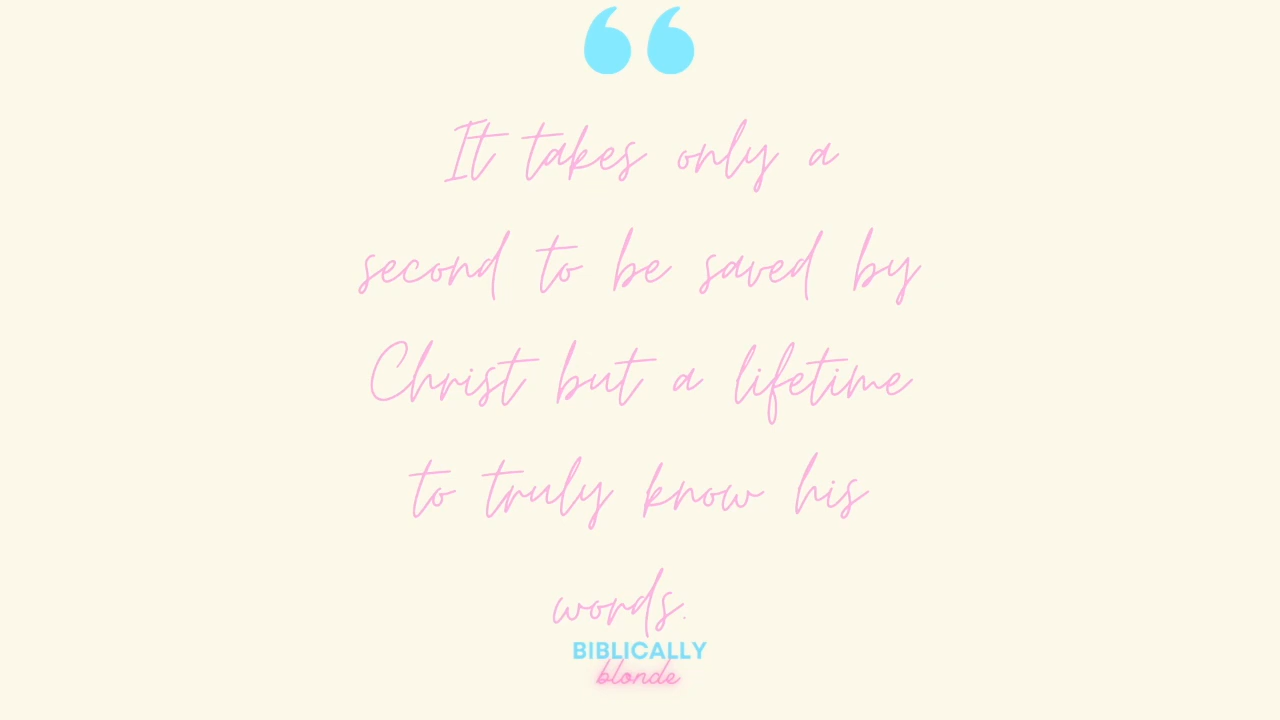 “
It takes only a
second to be saved by
Christ but a lifetime
to truly know his
words.
BIBLICALLY
blonde